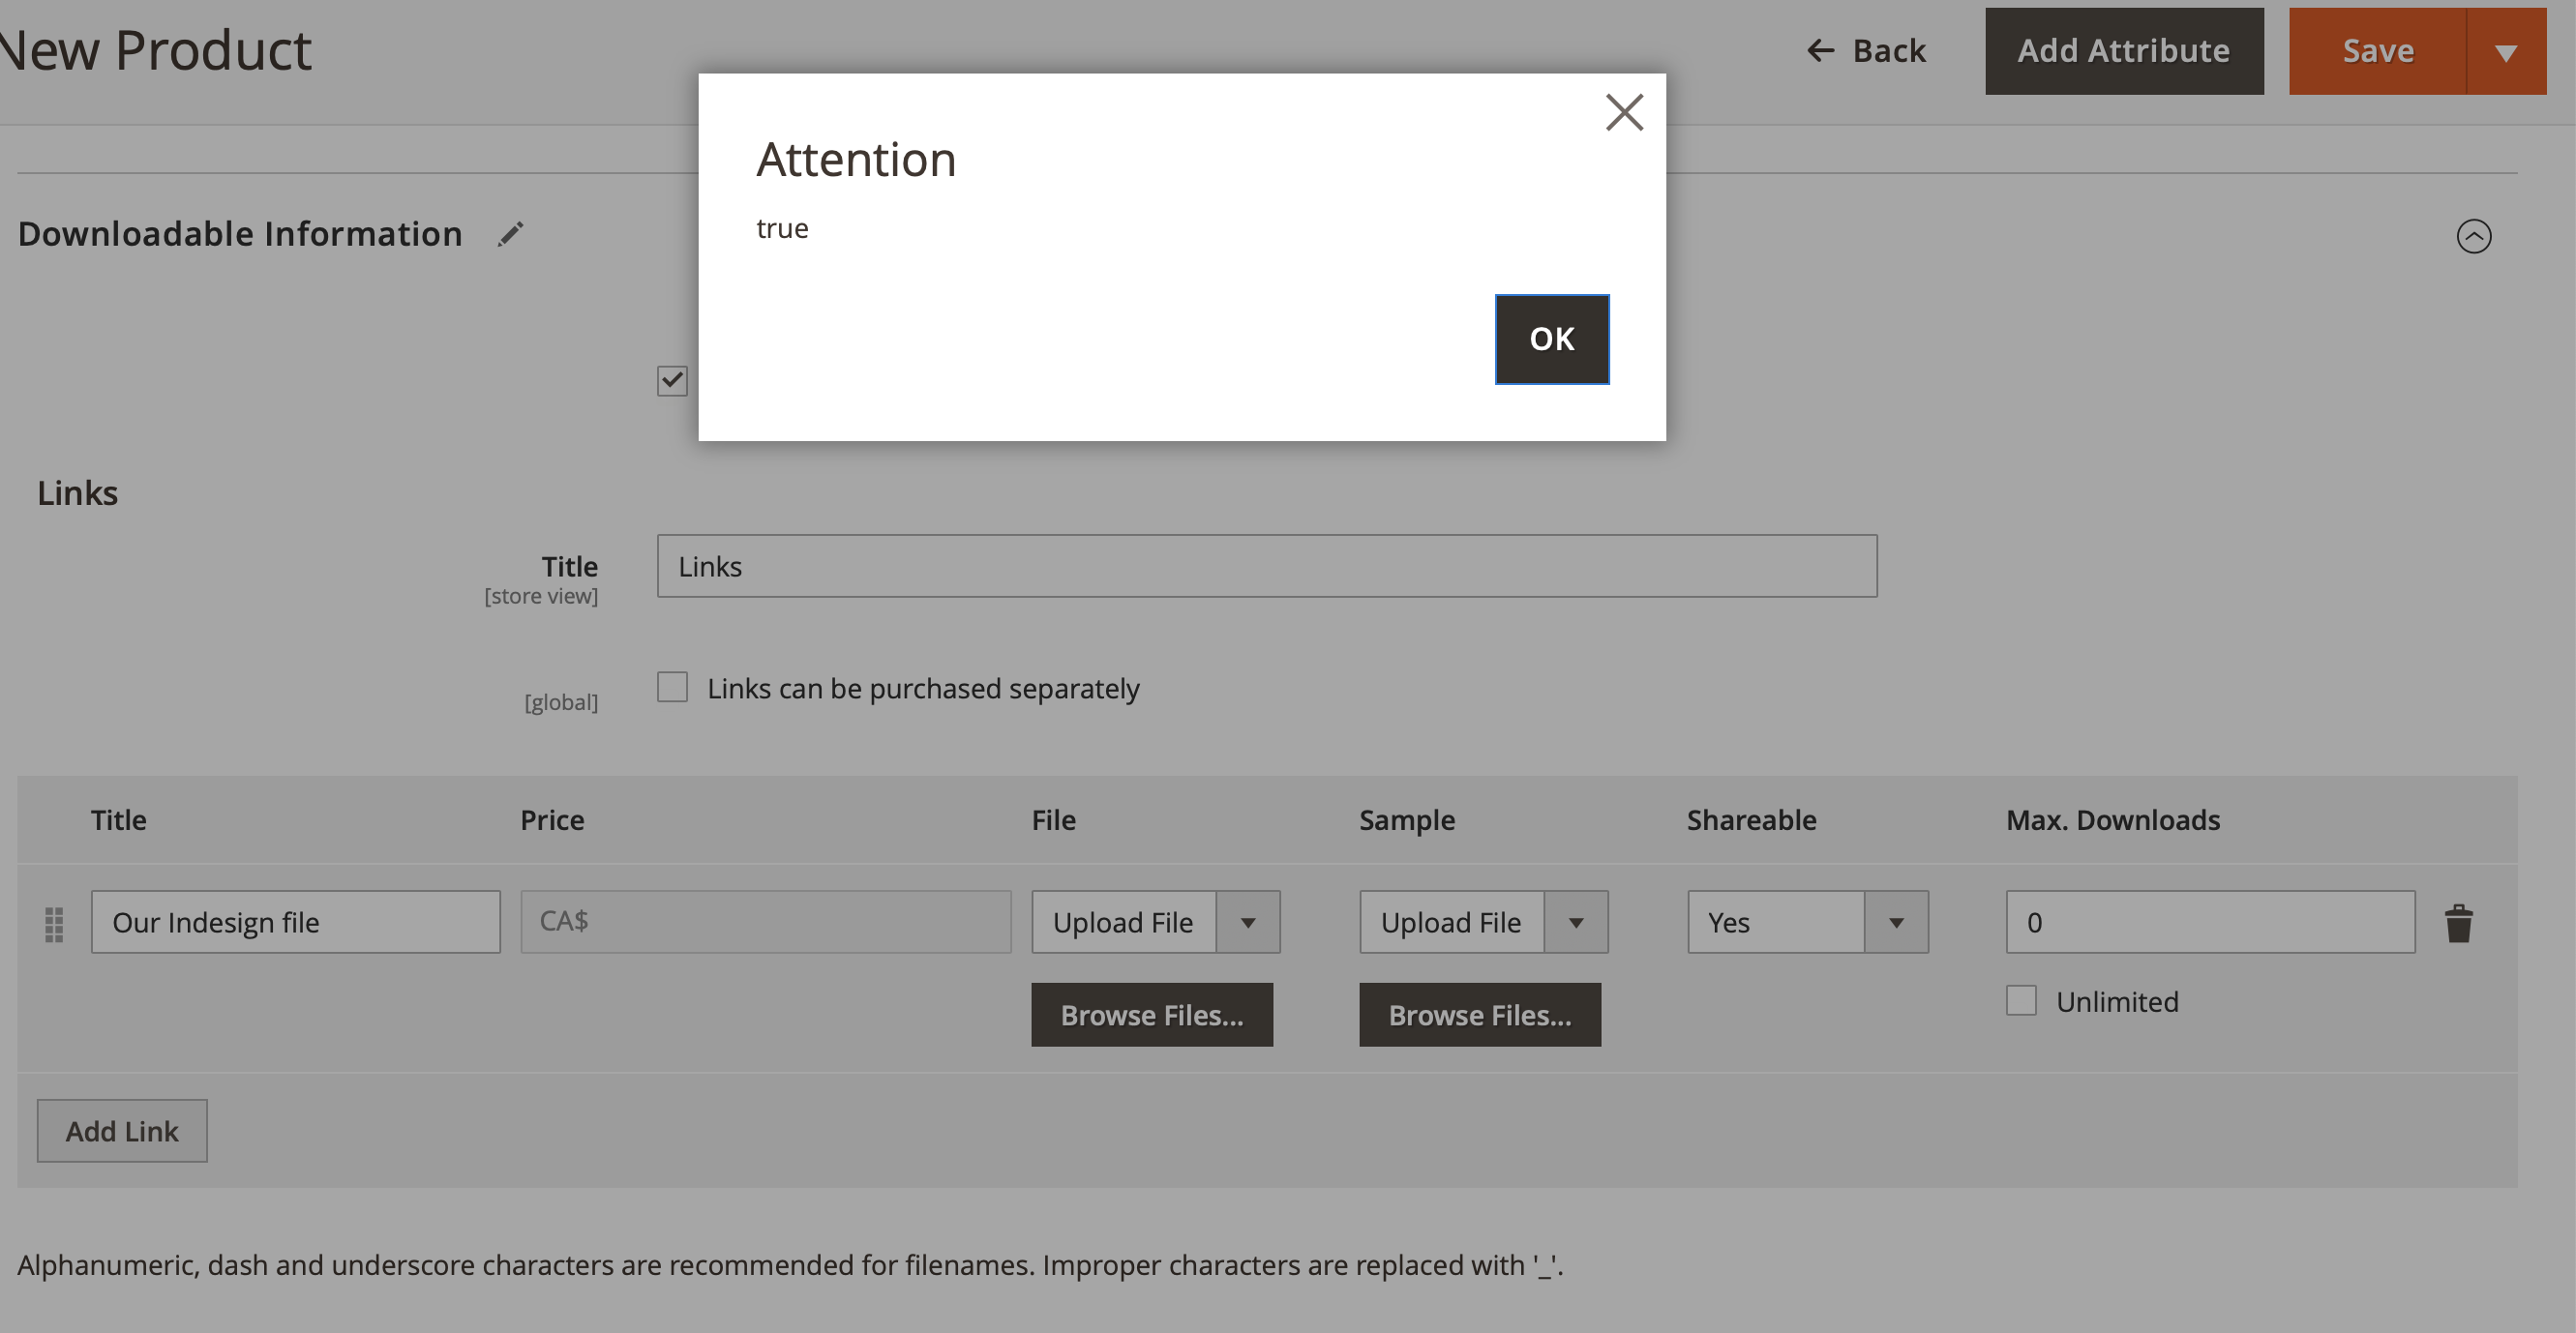 New Product
Back
Add Attribute
Save
Attention
true
OK
Downloadable Information
Links
Title
[store view]
Links
[global]
Links can be purchased separately
Title Price File Sample Shareable Max. Downloads
Our Indesign file CA$ Upload File Upload File Yes 0
Browse Files... Browse Files... Unlimited
Add Link
Alphanumeric, dash and underscore characters are recommended for filenames. Improper characters are replaced with '_'.